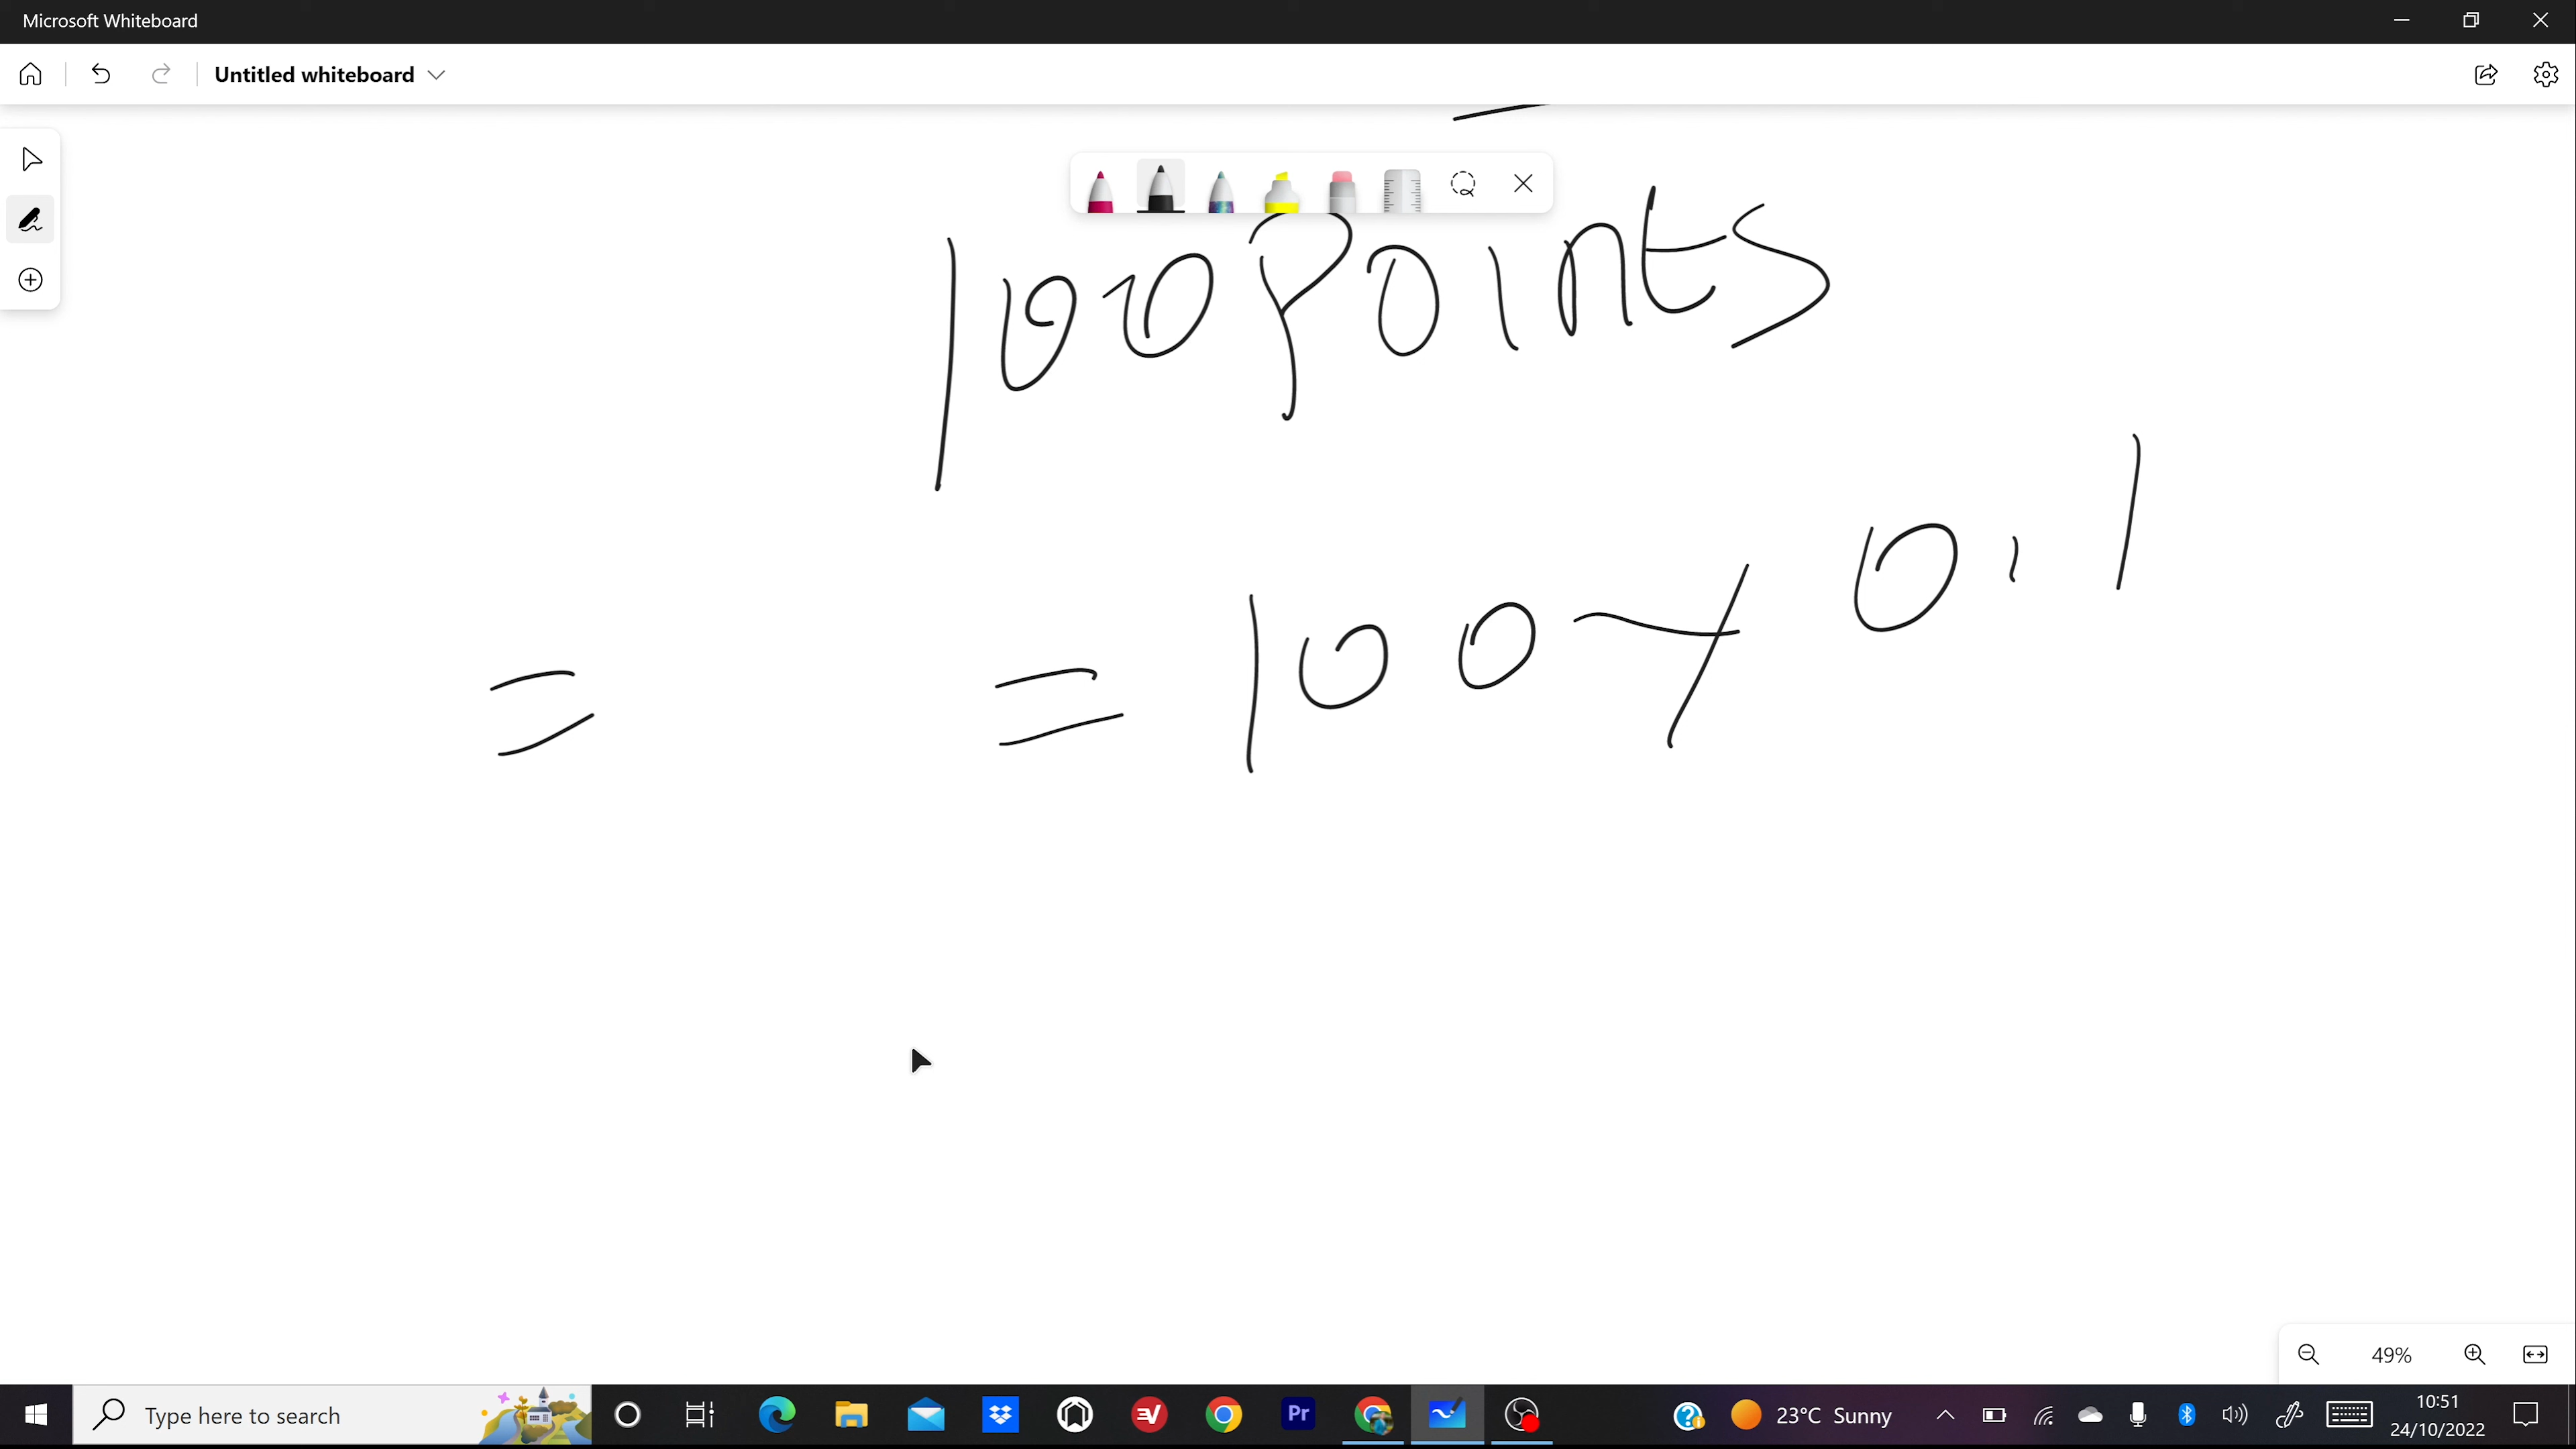 Microsoft Whiteboard
Untitled whiteboard
100 Points
= = 100 × 0.1
49%
Type here to search
Pr
23°C Sunny
10:51
24/10/2022